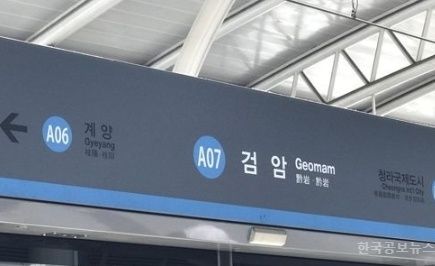 A06
계양
Gyeyang
A07
검암
Geomam
黔岩·黔岩
청라국제도시
Cheongna Int'l City
한국공보뉴스